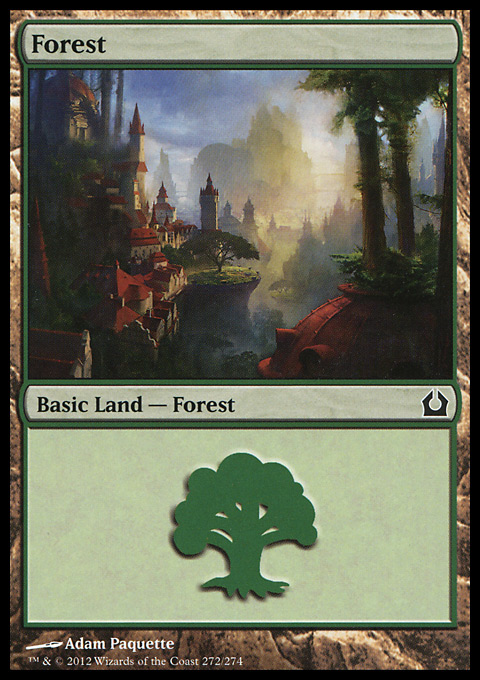 Forest
Basic Land — Forest
Adam Paquette
™ & © 2012 Wizards of the Coast 272/274